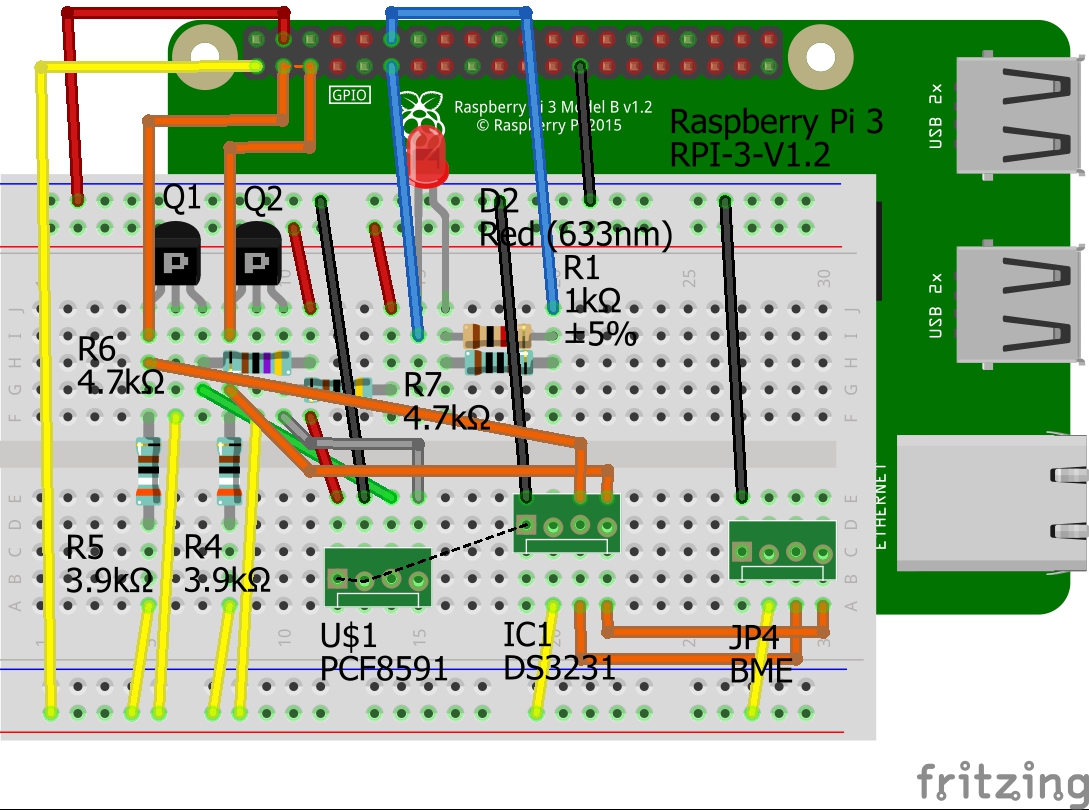 GPIO
Raspberry Pi 3 Model B v1.2
© Raspberry Pi 2015
Raspberry Pi 3
RPI-3-V1.2
USB 2x
USB 2x
ETHERNET
Q1
Q2
P
P
D2
Red (633nm)
R1
1kΩ
±5%
R6
4.7kΩ
R7
4.7kΩ
R5
3.9kΩ
R4
3.9kΩ
U$1
PCF8591
IC1
DS3231
JP4
BME
10
25
30
J
I
H
G
F
E
D
C
B
A
J
I
H
G
F
E
D
C
B
A
1
10
15
fritzing